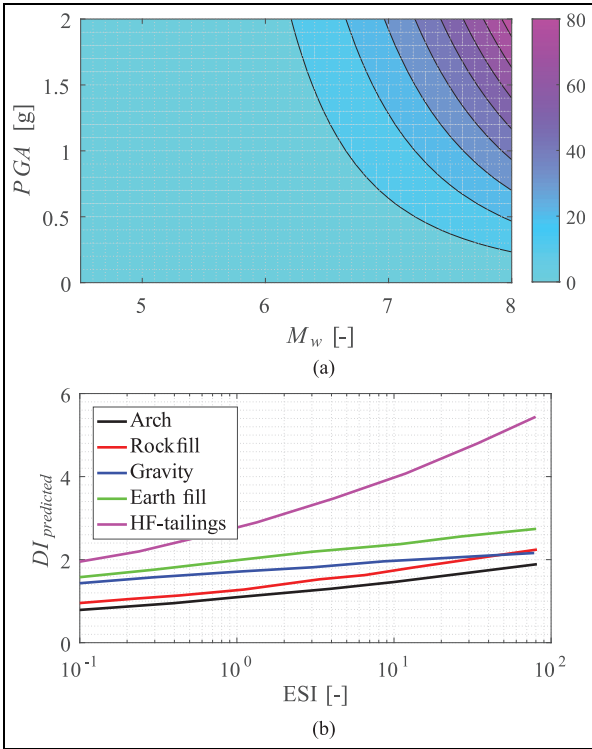 2
1.5
1
0.5
0
PGA [g]
5
6
7
8
M_w [-]
80
60
40
20
0
(a)
6
4
2
0
DI_predicted
Arch
Rockfill
Gravity
Earth fill
HF-tailings
10^-1
10^0
10^1
10^2
ESI [-]
(b)